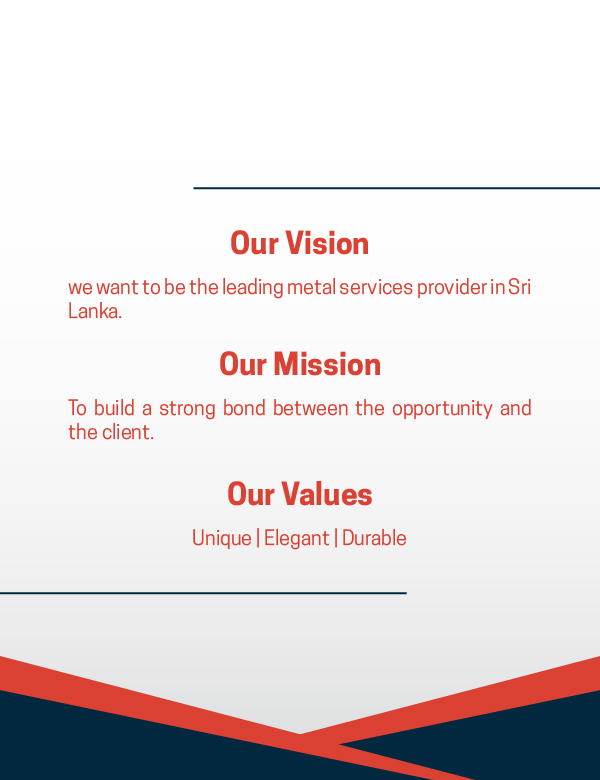 Our Vision
we want to be the leading metal services provider in Sri
Lanka.
Our Mission
To build a strong bond between the opportunity and
the client.
Our Values
Unique | Elegant | Durable